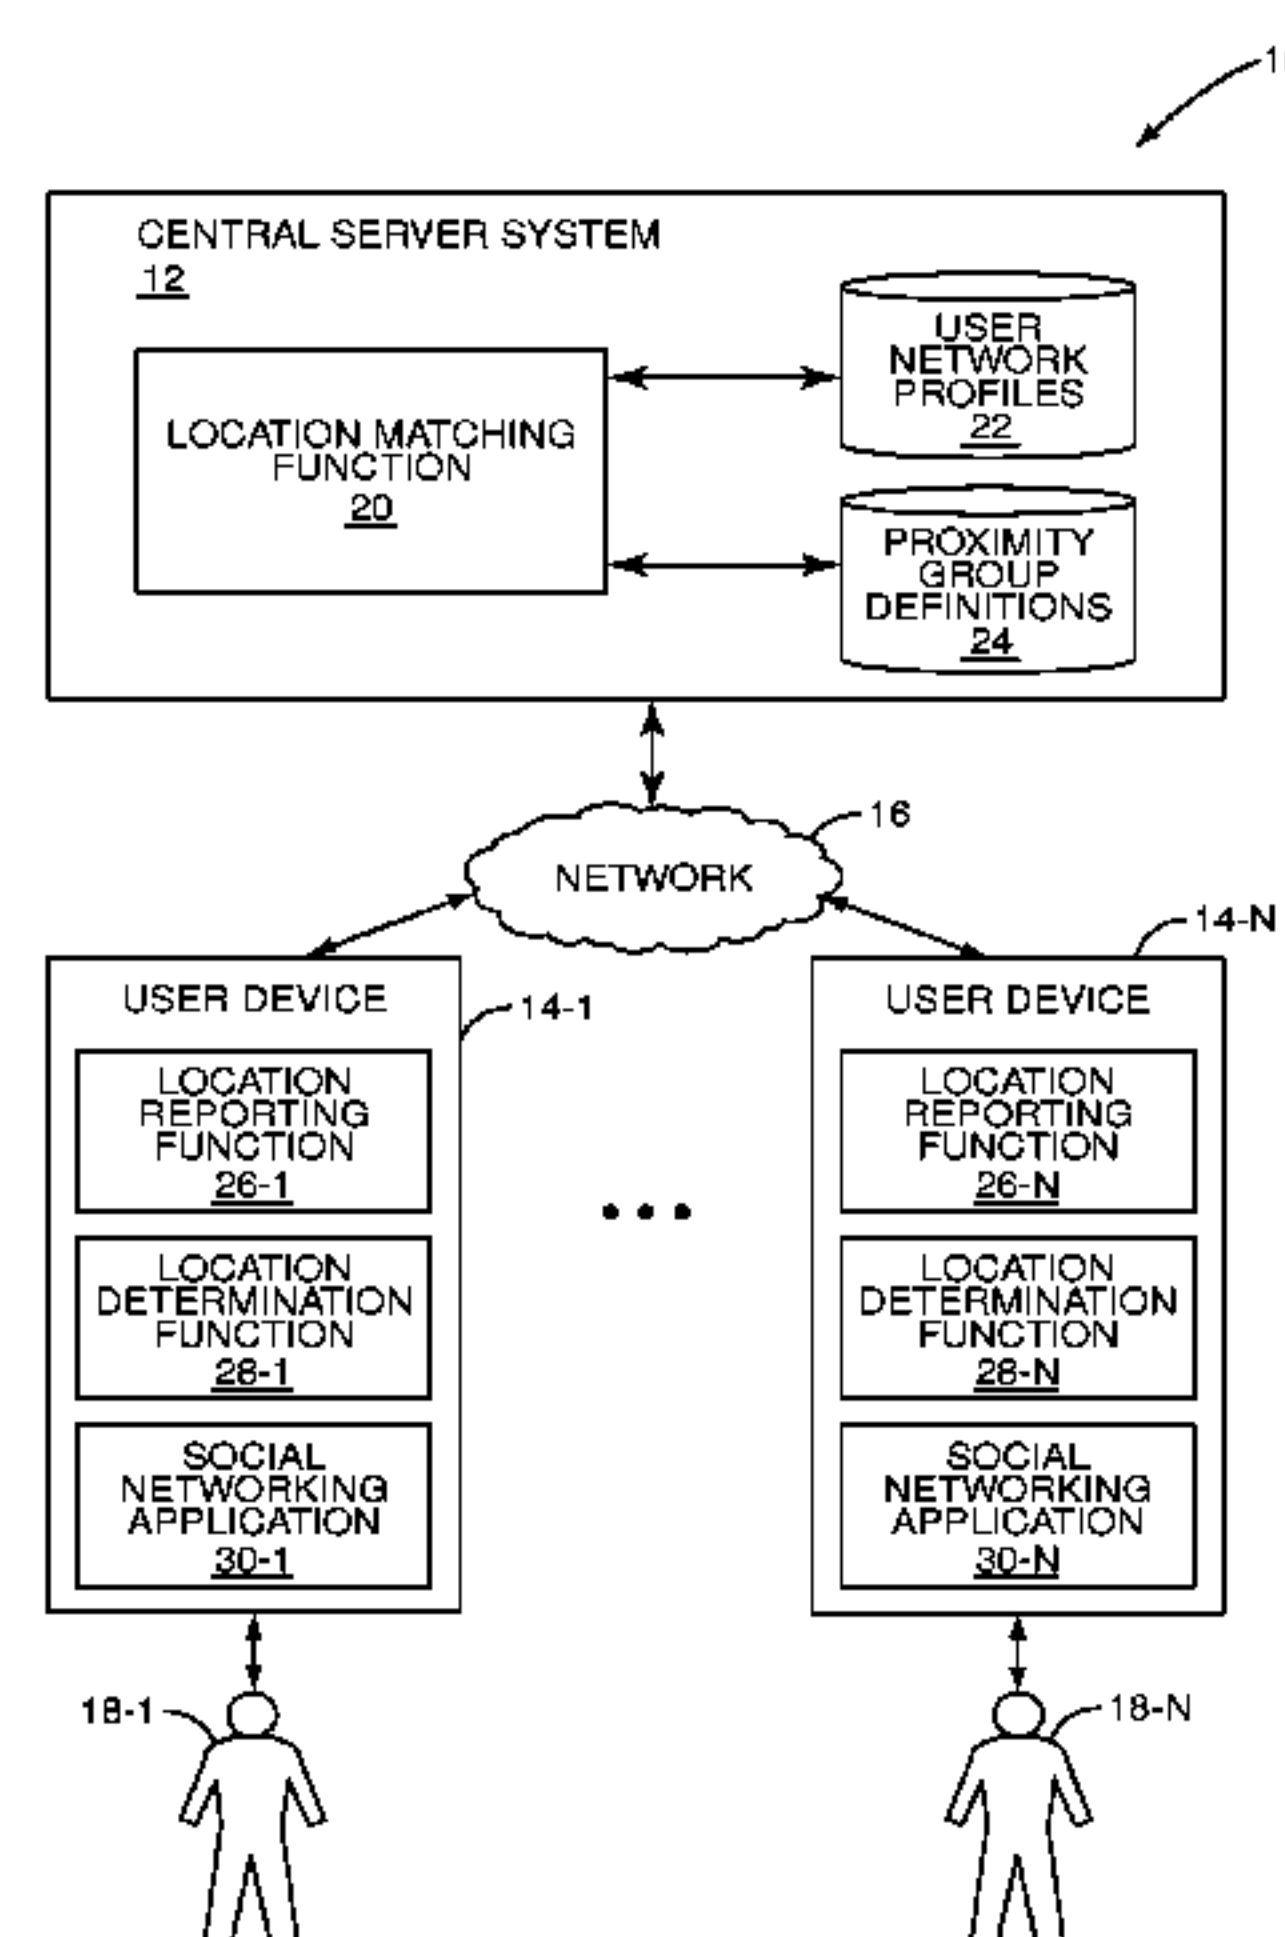 CENTRAL SERVER SYSTEM
12
USER
NETWORK
PROFILES
22
LOCATION MATCHING
FUNCTION
20
PROXIMITY
GROUP
DEFINITIONS
24
16
NETWORK
14-N
USER DEVICE
14-1
LOCATION
REPORTING
FUNCTION
26-1
LOCATION
DETERMINATION
FUNCTION
28-1
SOCIAL
NETWORKING
APPLICATION
30-1
USER DEVICE
LOCATION
REPORTING
FUNCTION
26-N
LOCATION
DETERMINATION
FUNCTION
28-N
SOCIAL
NETWORKING
APPLICATION
30-N
18-1
18-N